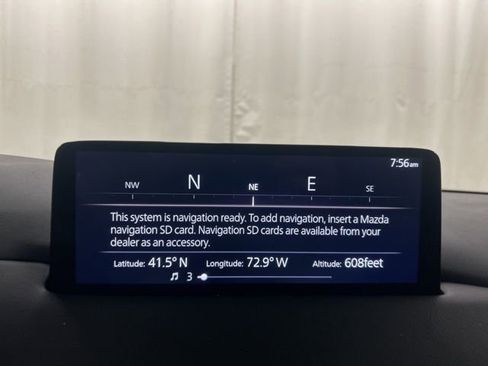 7:56am
NW N NE E SE
This system is navigation ready. To add navigation, insert a Mazda
navigation SD card. Navigation SD cards are available from your
dealer as an accessory.
Latitude: 41.5° N Longitude: 72.9° W Altitude: 608feet
3